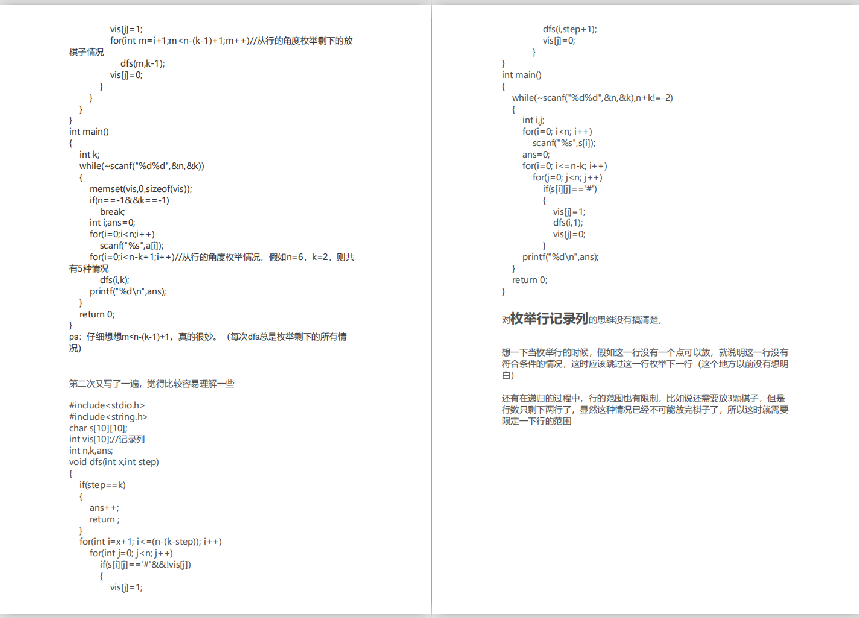 vis[j]=1;
for(int m=i+1;m<n-(k-1)+1;m++)//从行的角度枚举剩下的放
棋子情况
dfs(m,k-1);
vis[j]=0;
}
}
}
}
int main()
{
int k;
while(~scanf("%d%d",&n,&k))
{
memset(vis,0,sizeof(vis));
if(n==-1&&k==-1)
break;
int i;ans=0;
for(i=0;i<n;i++)
scanf("%s",a[i]);
for(i=0;i<n-k+1;i++)//从行的角度枚举情况，假如n=6，k=2，则共
有5种情况
dfs(i,k);
printf("%d\n",ans);
}
return 0;
}
ps：仔细想想m<n-(k-1)+1，真的很妙。（每次dfs总是枚举剩下的所有情
况）
第二次又写了一遍，觉得比较容易理解一些
#include<stdio.h>
#include<string.h>
char s[10][10];
int vis[10];//记录列
int n,k,ans;
void dfs(int x,int step)
{
if(step==k)
{
ans++;
return ;
}
for(int i=x+1; i<=(n-(k-step)); i++)
for(int j=0; j<n; j++)
if(s[i][j]=='#'&&!vis[j])
{
vis[j]=1;
dfs(i,step+1);
vis[j]=0;
}
}
int main()
{
while(~scanf("%d%d",&n,&k),n+k!=-2)
{
int i,j;
for(i=0; i<n; i++)
scanf("%s",s[i]);
ans=0;
for(i=0; i<=n-k; i++)
for(j=0; j<n; j++)
if(s[i][j]=='#')
{
vis[j]=1;
dfs(i,1);
vis[j]=0;
}
printf("%d\n",ans);
}
return 0;
}
对枚举行记录列的思维没有搞清楚。
想一下当枚举行的时候，假如这一行没有一个点可以放，就说明这一行没有
符合条件的情况，这时应该跳过这一行枚举下一行（这个地方以前没有想明
白）
还有在递归的过程中，行的范围也有限制，比如说还需要放3颗棋子，但是
行数只剩下两行了，显然这种情况已经不可能放完棋子了，所以这时就需要
限定一下行的范围